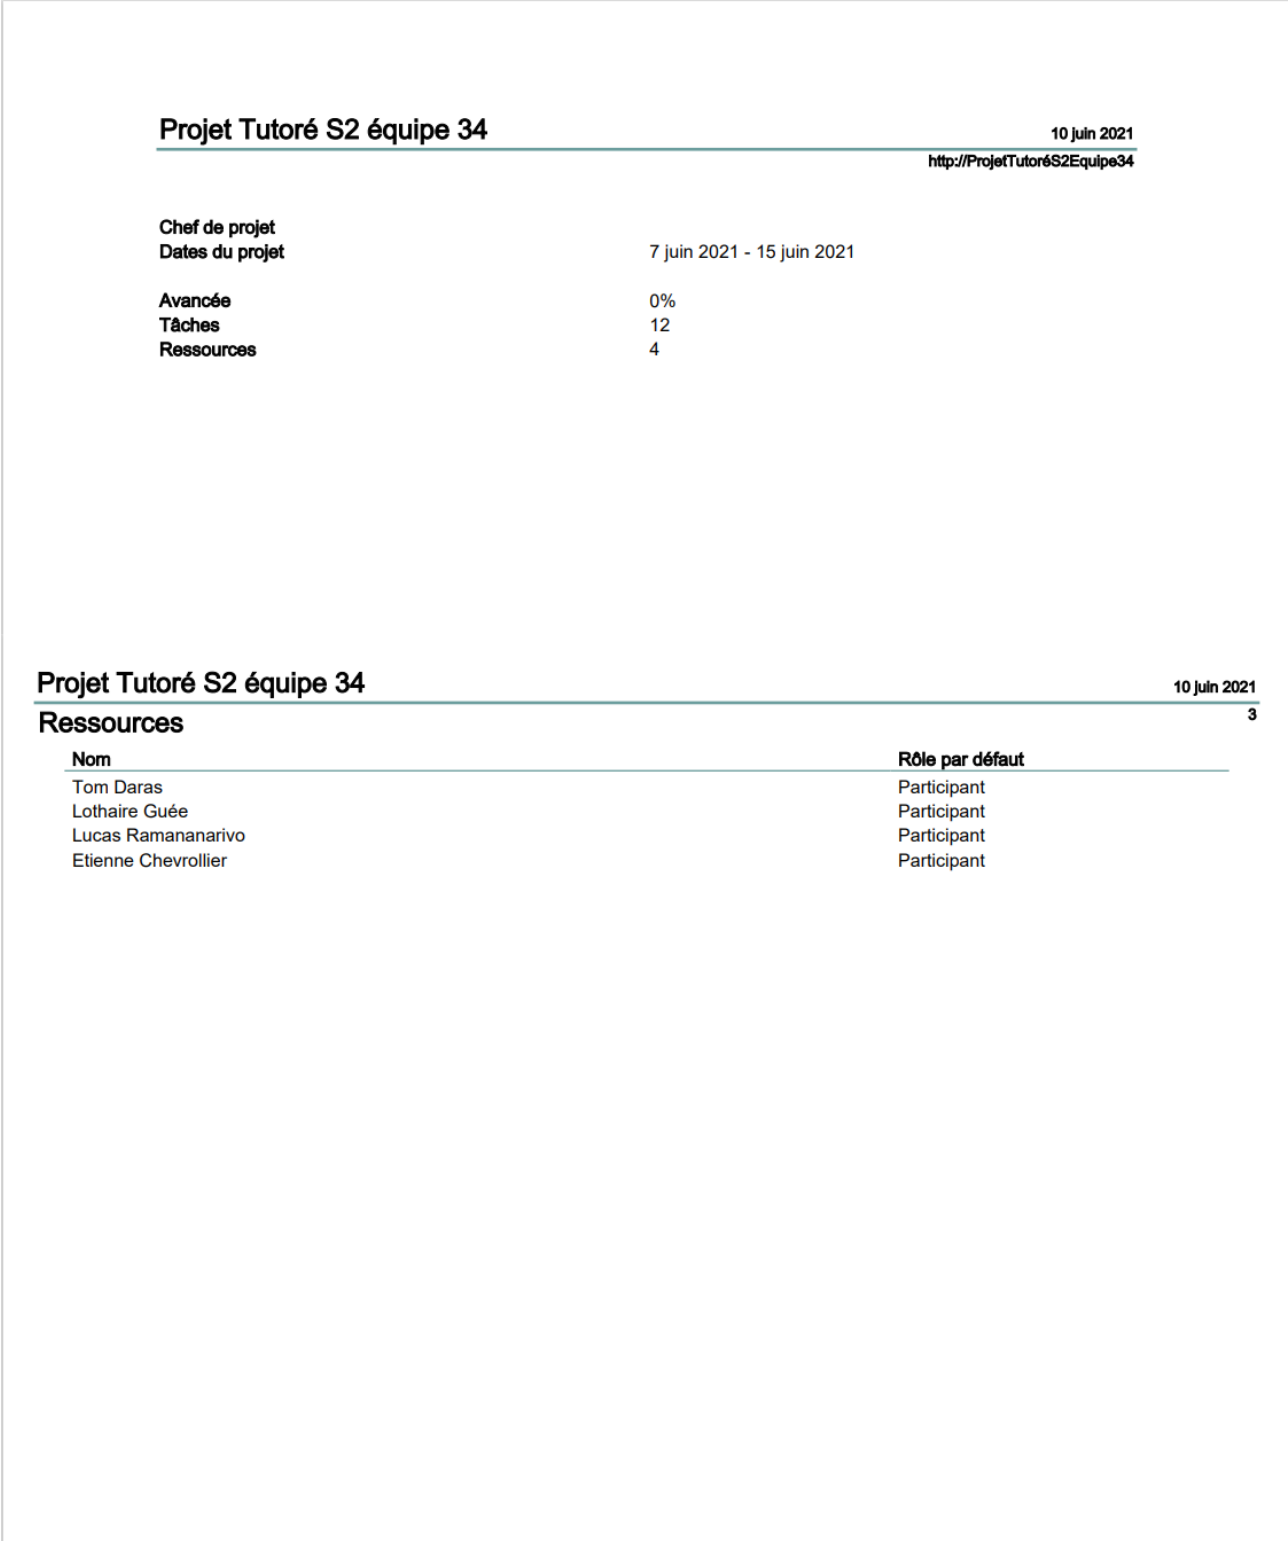 Projet Tutoré S2 équipe 34 10 juin 2021
http://ProjetTutoréS2Equipe34
Chef de projet
Dates du projet 7 juin 2021 - 15 juin 2021
Avancée 0%
Tâches 12
Ressources 4
Projet Tutoré S2 équipe 34 10 juin 2021
Ressources 3
Nom Rôle par défaut
Tom Daras Participant
Lothaire Guée Participant
Lucas Ramananarivo Participant
Etienne Chevrollier Participant